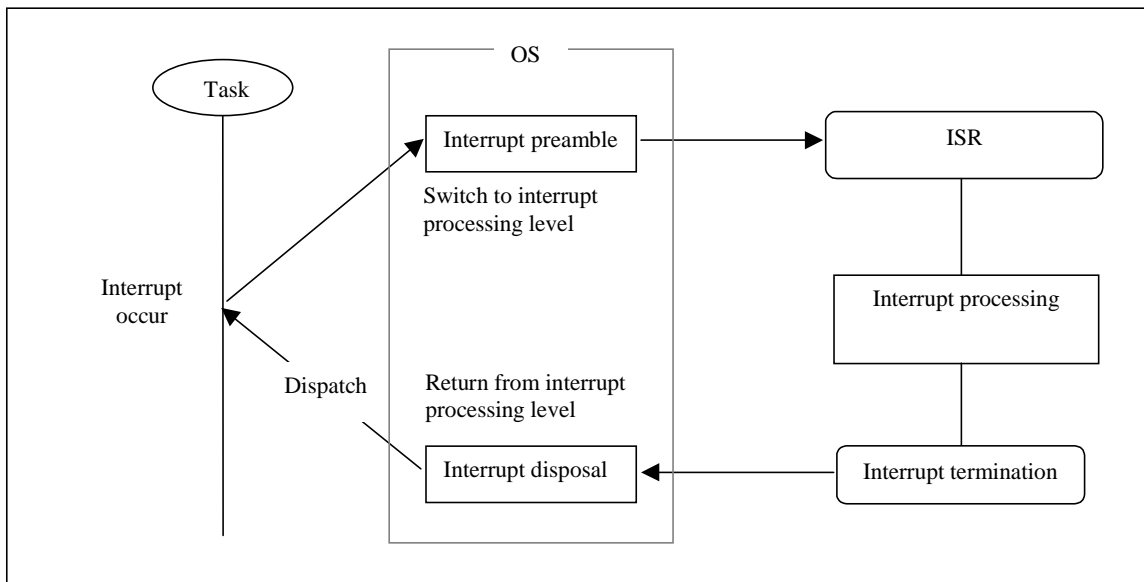 OS
Task
Interrupt preamble
ISR
Switch to interrupt
processing level
Interrupt
occur
Interrupt processing
Dispatch
Return from interrupt
processing level
Interrupt disposal
Interrupt termination